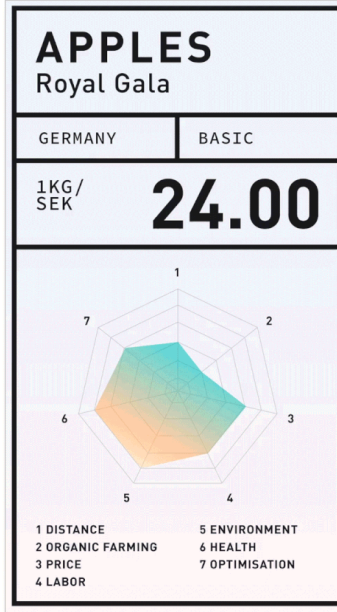 APPLES
Royal Gala
GERMANY
BASIC
1KG/
SEK
24.00
1
2
3
4
5
6
7
1 DISTANCE
2 ORGANIC FARMING
3 PRICE
4 LABOR
5 ENVIRONMENT
6 HEALTH
7 OPTIMISATION